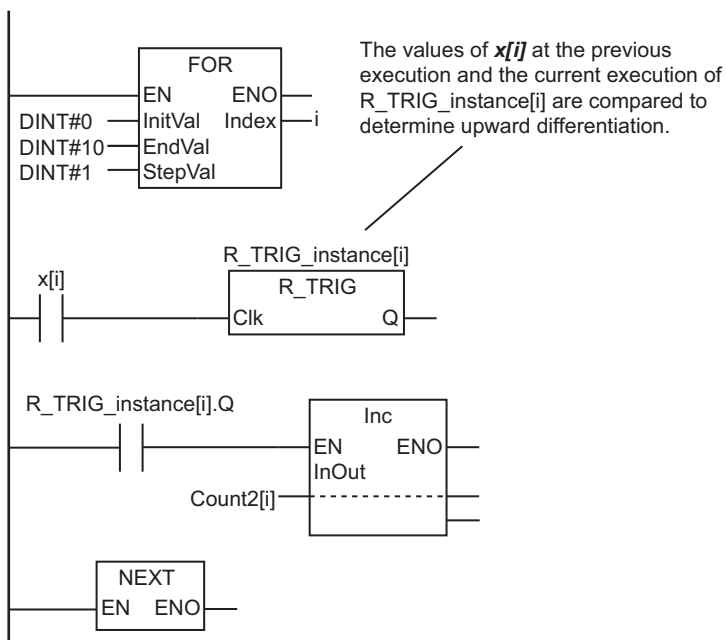 FOR
EN ENO
DINT#0 InitVal Index i
DINT#10 EndVal
DINT#1 StepVal
The values of x[i] at the previous
execution and the current execution of
R_TRIG_instance[i] are compared to
determine upward differentiation.
R_TRIG_instance[i]
x[i]
R_TRIG
Clk Q
R_TRIG_instance[i].Q
Inc
EN ENO
InOut
Count2[i]
NEXT
EN ENO